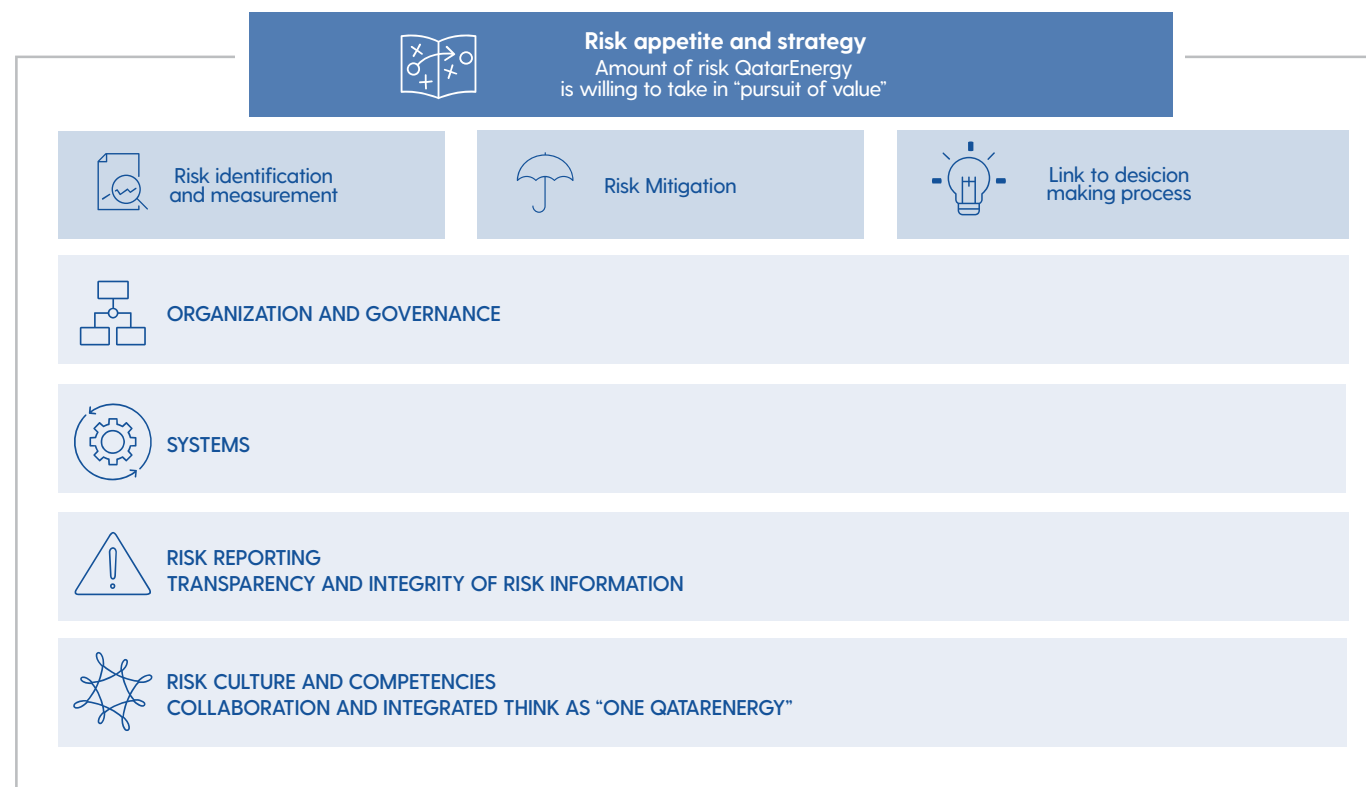 Risk appetite and strategy
Amount of risk QatarEnergy
is willing to take in “pursuit of value”
Risk identification
and measurement
Risk Mitigation
Link to desicion
making process
ORGANIZATION AND GOVERNANCE
SYSTEMS
RISK REPORTING
TRANSPARENCY AND INTEGRITY OF RISK INFORMATION
RISK CULTURE AND COMPETENCIES
COLLABORATION AND INTEGRATED THINK AS “ONE QATARENERGY”